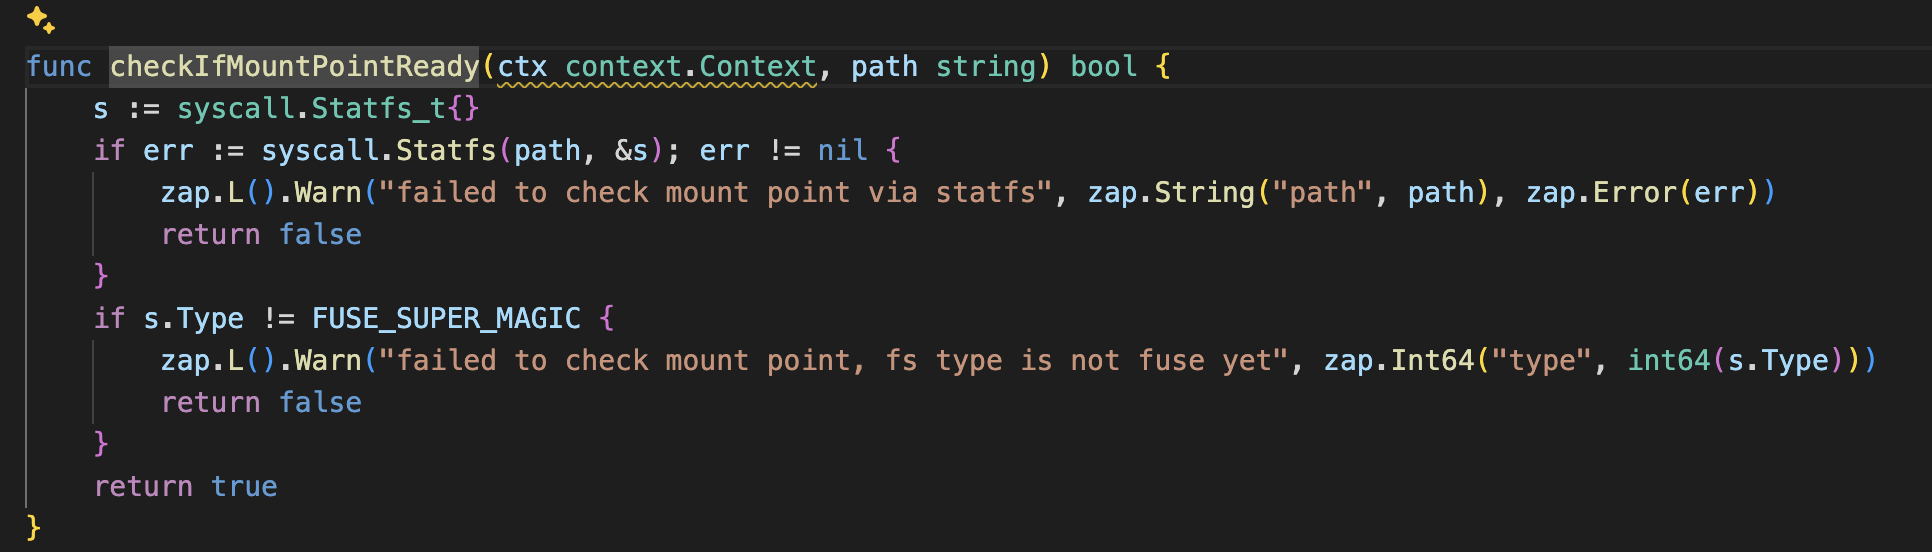 func checkIfMountPointReady(ctx context.Context, path string) bool {
    s := syscall.Statfs_t{}
    if err := syscall.Statfs(path, &s); err != nil {
        zap.L().Warn("failed to check mount point via statfs", zap.String("path", path), zap.Error(err))
        return false
    }
    if s.Type != FUSE_SUPER_MAGIC {
        zap.L().Warn("failed to check mount point, fs type is not fuse yet", zap.Int64("type", int64(s.Type)))
        return false
    }
    return true
}